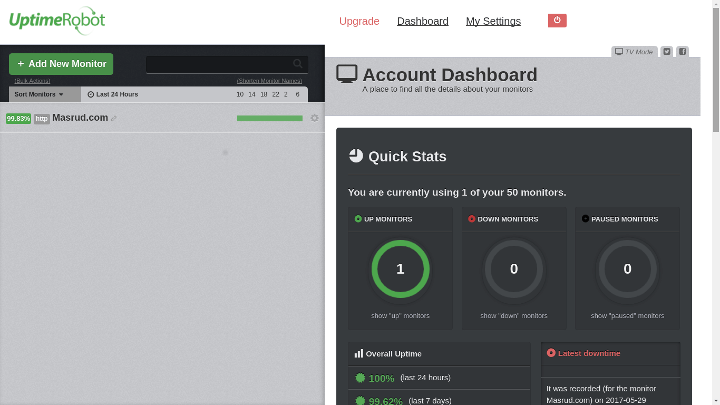 UptimeRobot
Upgrade Dashboard My Settings
+ Add New Monitor
(Bulk Actions) (Shorten Monitor Names)
Sort Monitors Last 24 Hours 10 14 18 22 2 6
99.83% http Masrud.com
TV Mode
Account Dashboard
A place to find all the details about your monitors
Quick Stats
You are currently using 1 of your 50 monitors.
UP MONITORS DOWN MONITORS PAUSED MONITORS
1 0 0
show "up" monitors show "down" monitors show "paused" monitors
Overall Uptime Latest downtime
100% (last 24 hours)
It was recorded (for the monitor
Masrud.com) on 2017-05-29
99.62% (last 7 days)